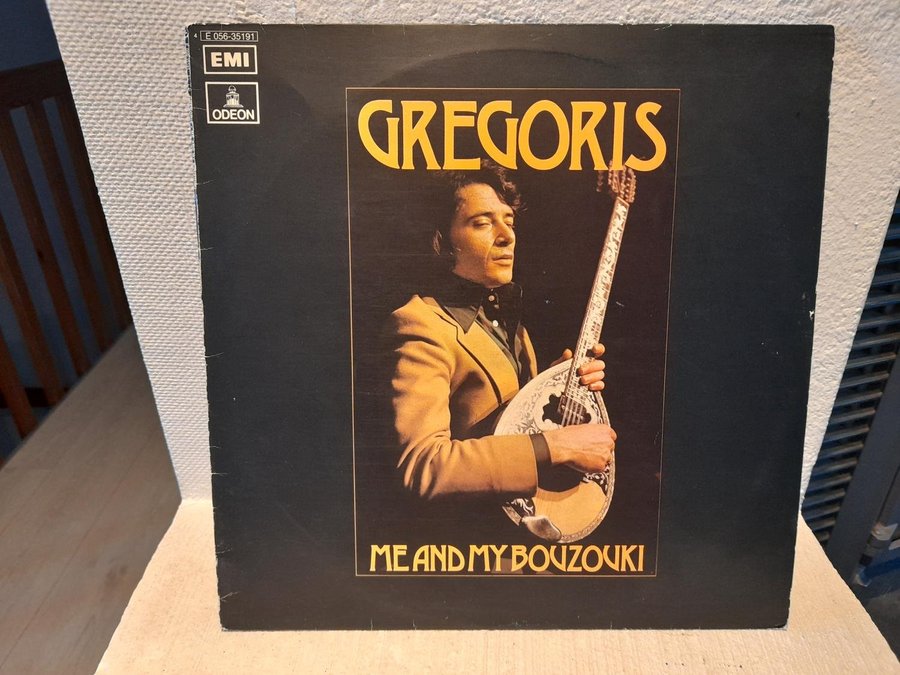 4 E 056-35191
EMI
ODEON
GREGORIS
ME AND MY BOUZOUKI